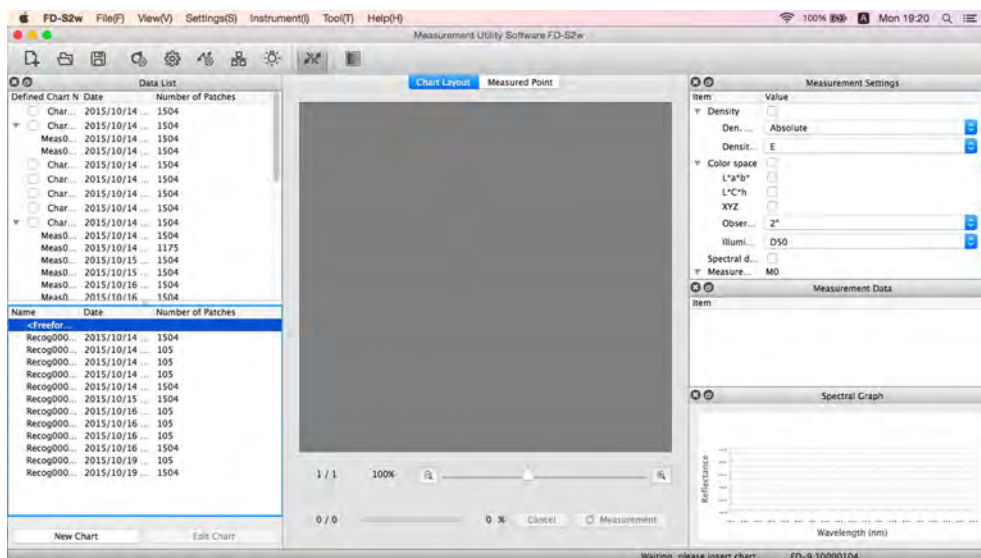 FD-S2w File(F) View(V) Settings(S) Instrument(I) Tool(T) Help(H) 100% A Mon 19:20
Measurement Utility Software FD-S2w
Data List
Defined Chart N Date Number of Patches
Char... 2015/10/14 ... 1504
Char... 2015/10/14 ... 1504
Meas0... 2015/10/14 ... 1504
Meas0... 2015/10/14 ... 1504
Char... 2015/10/14 ... 1504
Char... 2015/10/14 ... 1504
Char... 2015/10/14 ... 1504
Char... 2015/10/14 ... 1504
Meas0... 2015/10/14 ... 1504
Meas0... 2015/10/14 ... 1175
Meas0... 2015/10/15 ... 1504
Meas0... 2015/10/15 ... 1504
Meas0... 2015/10/16 ... 1504
Meas0... 2015/10/16 ... 1504
Name Date Number of Patches
<Freefor...
Recog000... 2015/10/14 ... 1504
Recog000... 2015/10/14 ... 105
Recog000... 2015/10/14 ... 105
Recog000... 2015/10/14 ... 105
Recog000... 2015/10/14 ... 1504
Recog000... 2015/10/15 ... 1504
Recog000... 2015/10/16 ... 105
Recog000... 2015/10/16 ... 105
Recog000... 2015/10/16 ... 105
Recog000... 2015/10/16 ... 1504
Recog000... 2015/10/19 ... 105
Recog000... 2015/10/19 ... 1504
New Chart Edit Chart
Chart Layout Measured Point
1 / 1 100%
0 / 0 0 % Cancel Measurement
Measurement Settings
Item Value
Density
Den. ... Absolute
Densit... E
Color space
L*a*b*
L*C*h
XYZ
Obser... 2°
Illumi... D50
Spectral d...
Measure... M0
Measurement Data
Item
Spectral Graph
Reflectance
Wavelength (nm)
Waiting, please insert chart. FD-9 10000104